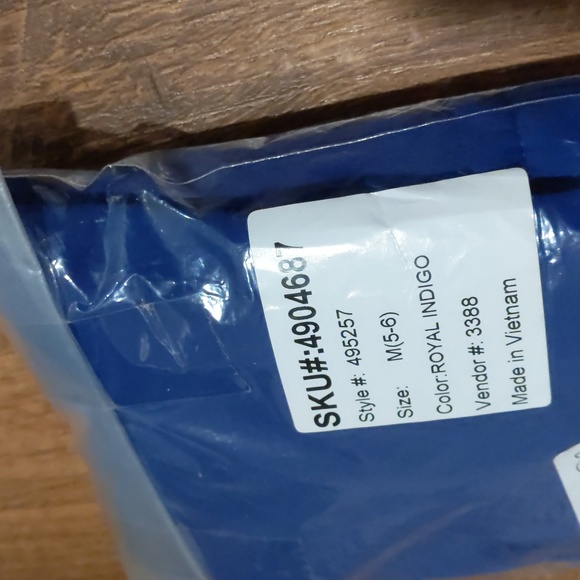 SKU#:4904687
Style #: 495257
Size: M(5-6)
Color:ROYAL INDIGO
Vendor #: 3388
Made in Vietnam